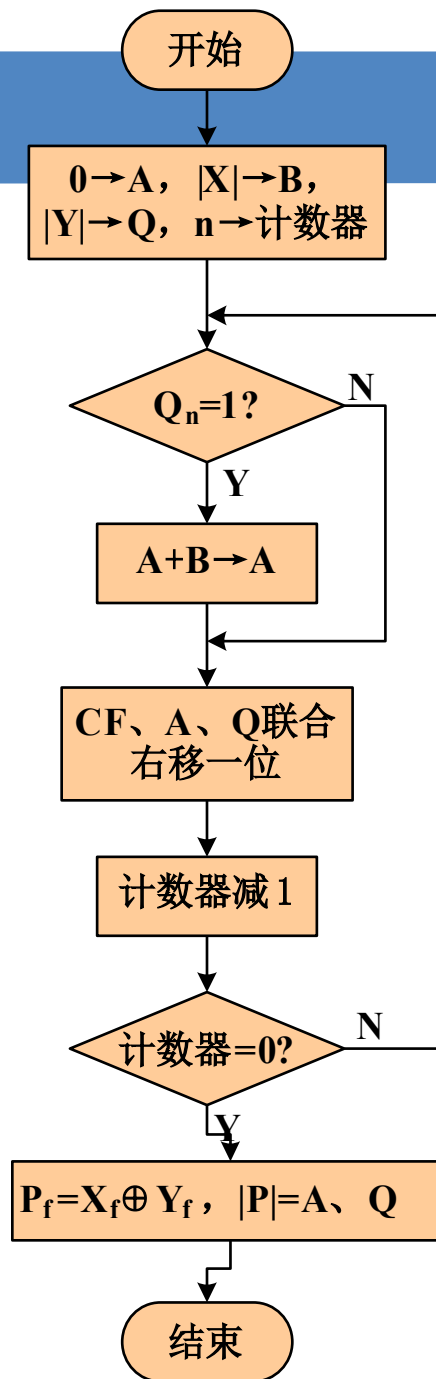 开始
0→A，|X|→B，
|Y|→Q，n→计数器
Qn=1?
N
Y
A+B→A
CF、A、Q联合
右移一位
计数器减1
计数器=0?
N
Y
Pf=Xf⊕Yf，|P|=A、Q
结束